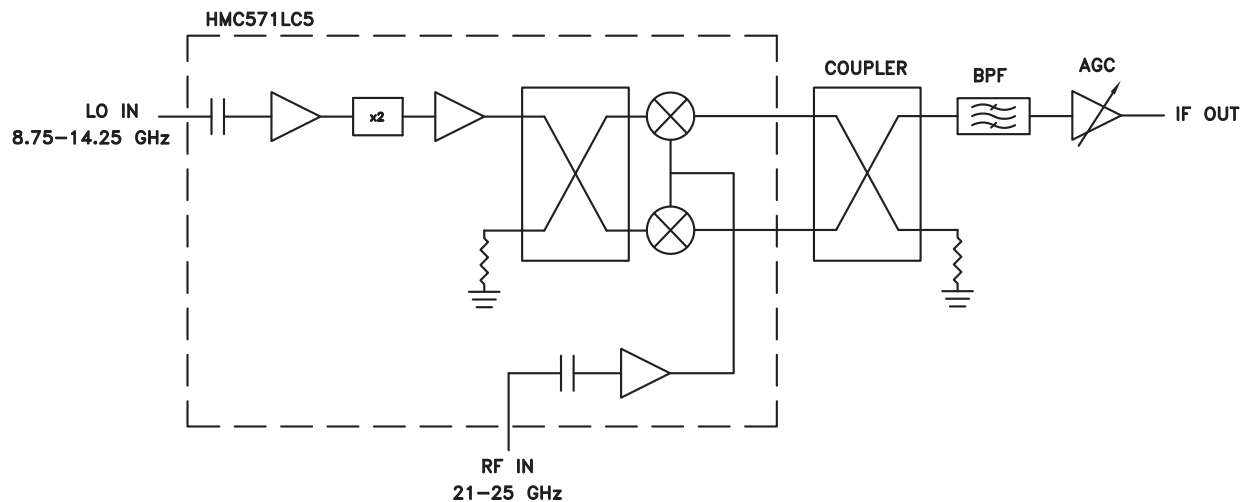 HMC571LC5
COUPLER
BPF
AGC
LO IN
8.75–14.25 GHz
x2
IF OUT
RF IN
21–25 GHz